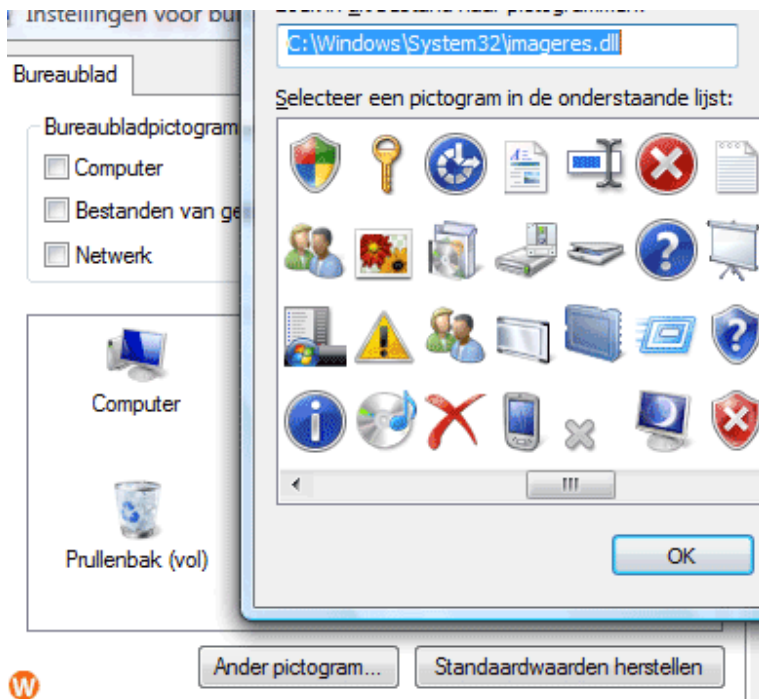 Instellingen voor bu
Bureaublad
Bureaubladpictogram
Computer
Bestanden van ge
Netwerk
Computer
Prullenbak (vol)
Ander pictogram...
Standaardwaarden herstellen
C:\Windows\System32\imageres.dll
Selecteer een pictogram in de onderstaande lijst:
OK
W